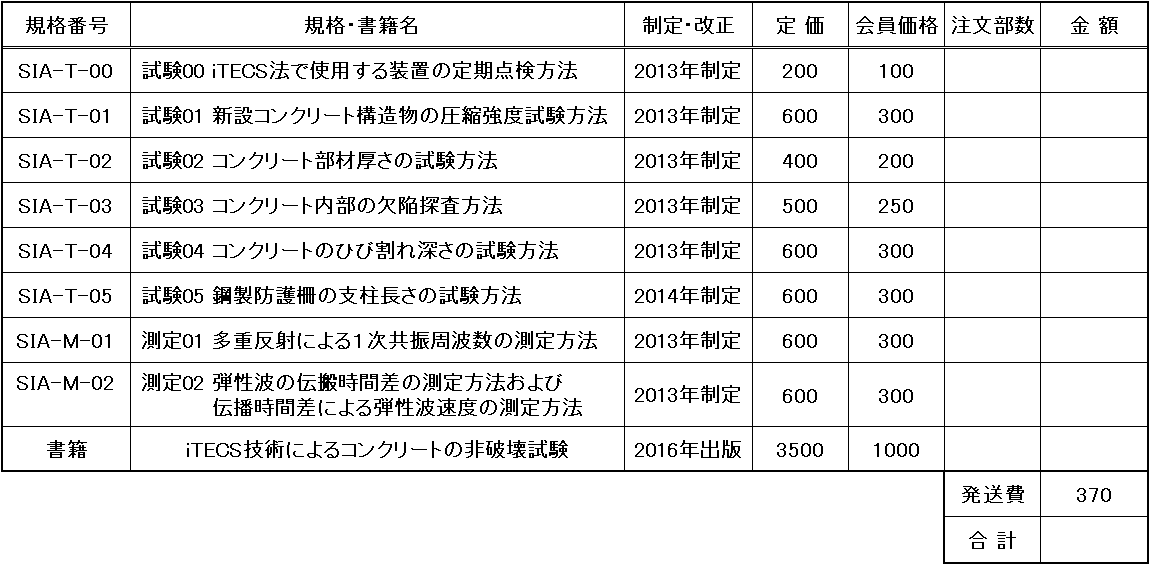 規格番号 規格・書籍名 制定・改正 定 価 会員価格 注文部数 金 額
SIA-T-00 試験00 iTECS法で使用する装置の定期点検方法 2013年制定 200 100
SIA-T-01 試験01 新設コンクリート構造物の圧縮強度試験方法 2013年制定 600 300
SIA-T-02 試験02 コンクリート部材厚さの試験方法 2013年制定 400 200
SIA-T-03 試験03 コンクリート内部の欠陥探査方法 2013年制定 500 250
SIA-T-04 試験04 コンクリートのひび割れ深さの試験方法 2013年制定 600 300
SIA-T-05 試験05 鋼製防護柵の支柱長さの試験方法 2014年制定 600 300
SIA-M-01 測定01 多重反射による1次共振周波数の測定方法 2013年制定 600 300
SIA-M-02 測定02 弾性波の伝搬時間差の測定方法および
伝播時間差による弾性波速度の測定方法 2013年制定 600 300
書籍 iTECS技術によるコンクリートの非破壊試験 2016年出版 3500 1000
発送費 370
合 計